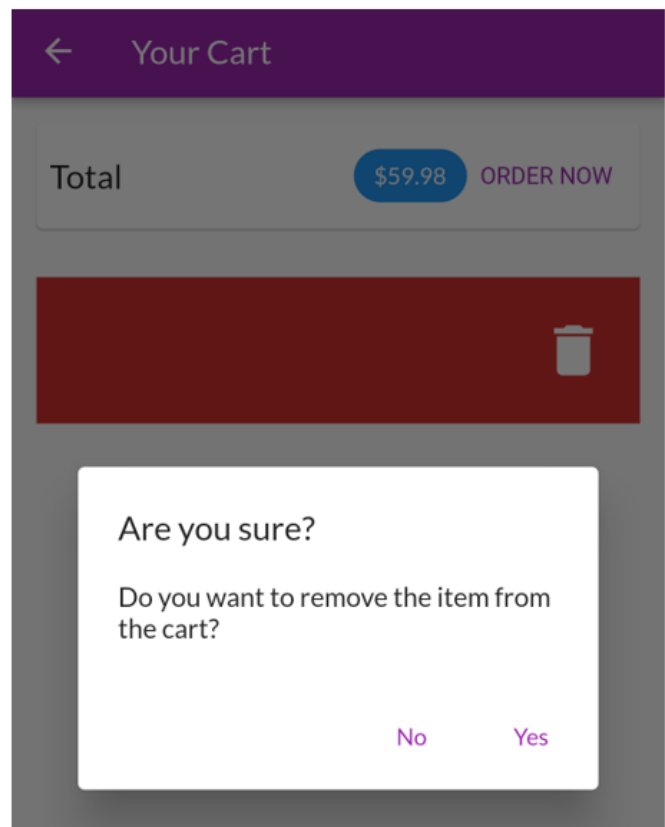 Your Cart
Total
$59.98 ORDER NOW
Are you sure?
Do you want to remove the item from
the cart?
No Yes